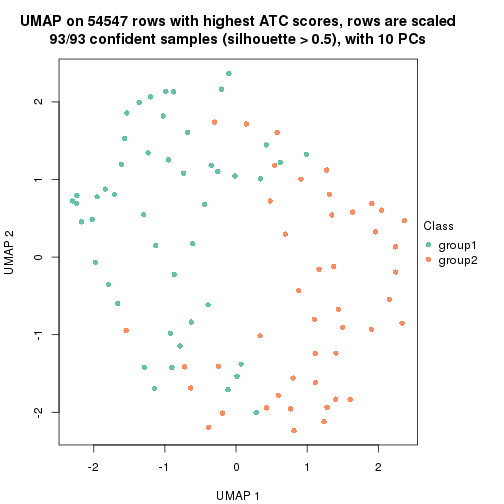 UMAP on 54547 rows with highest ATC scores, rows are scaled
93/93 confident samples (silhouette > 0.5), with 10 PCs
2
1
0
-1
-2
UMAP 2
Class
group1
group2
-2 -1 0 1 2
UMAP 1